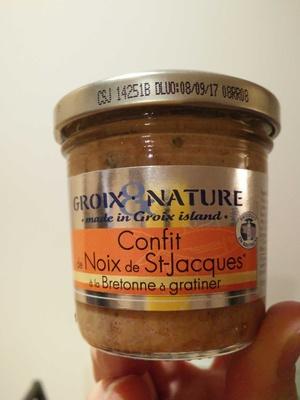 CSJ 14251B DLUO:08/09/17 08RR08
GROIX & NATURE
• made in Groix island •
Confit
de Noix de St-Jacques*
à la Bretonne à gratiner